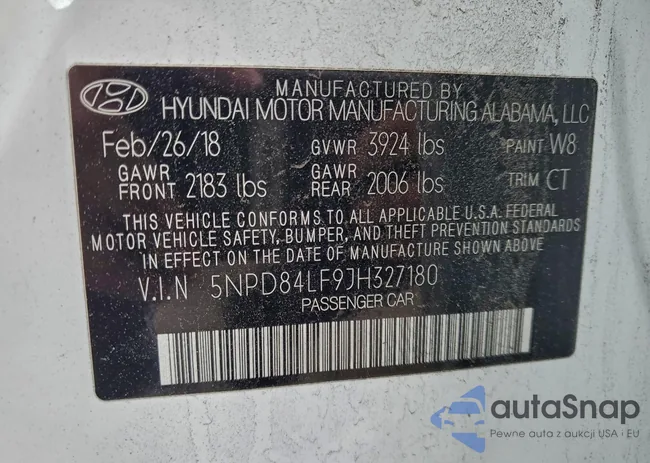 MANUFACTURED BY
HYUNDAI MOTOR MANUFACTURING ALABAMA, LLC
Feb/26/18 GVWR 3924 lbs PAINT W8
GAWR FRONT 2183 lbs GAWR REAR 2006 lbs TRIM CT
THIS VEHICLE CONFORMS TO ALL APPLICABLE U.S.A. FEDERAL
MOTOR VEHICLE SAFETY, BUMPER, AND THEFT PREVENTION STANDARDS
IN EFFECT ON THE DATE OF MANUFACTURE SHOWN ABOVE
V.I.N 5NPD84LF9JH327180
PASSENGER CAR
autaSnap
Pewne auta z aukcji USA i EU